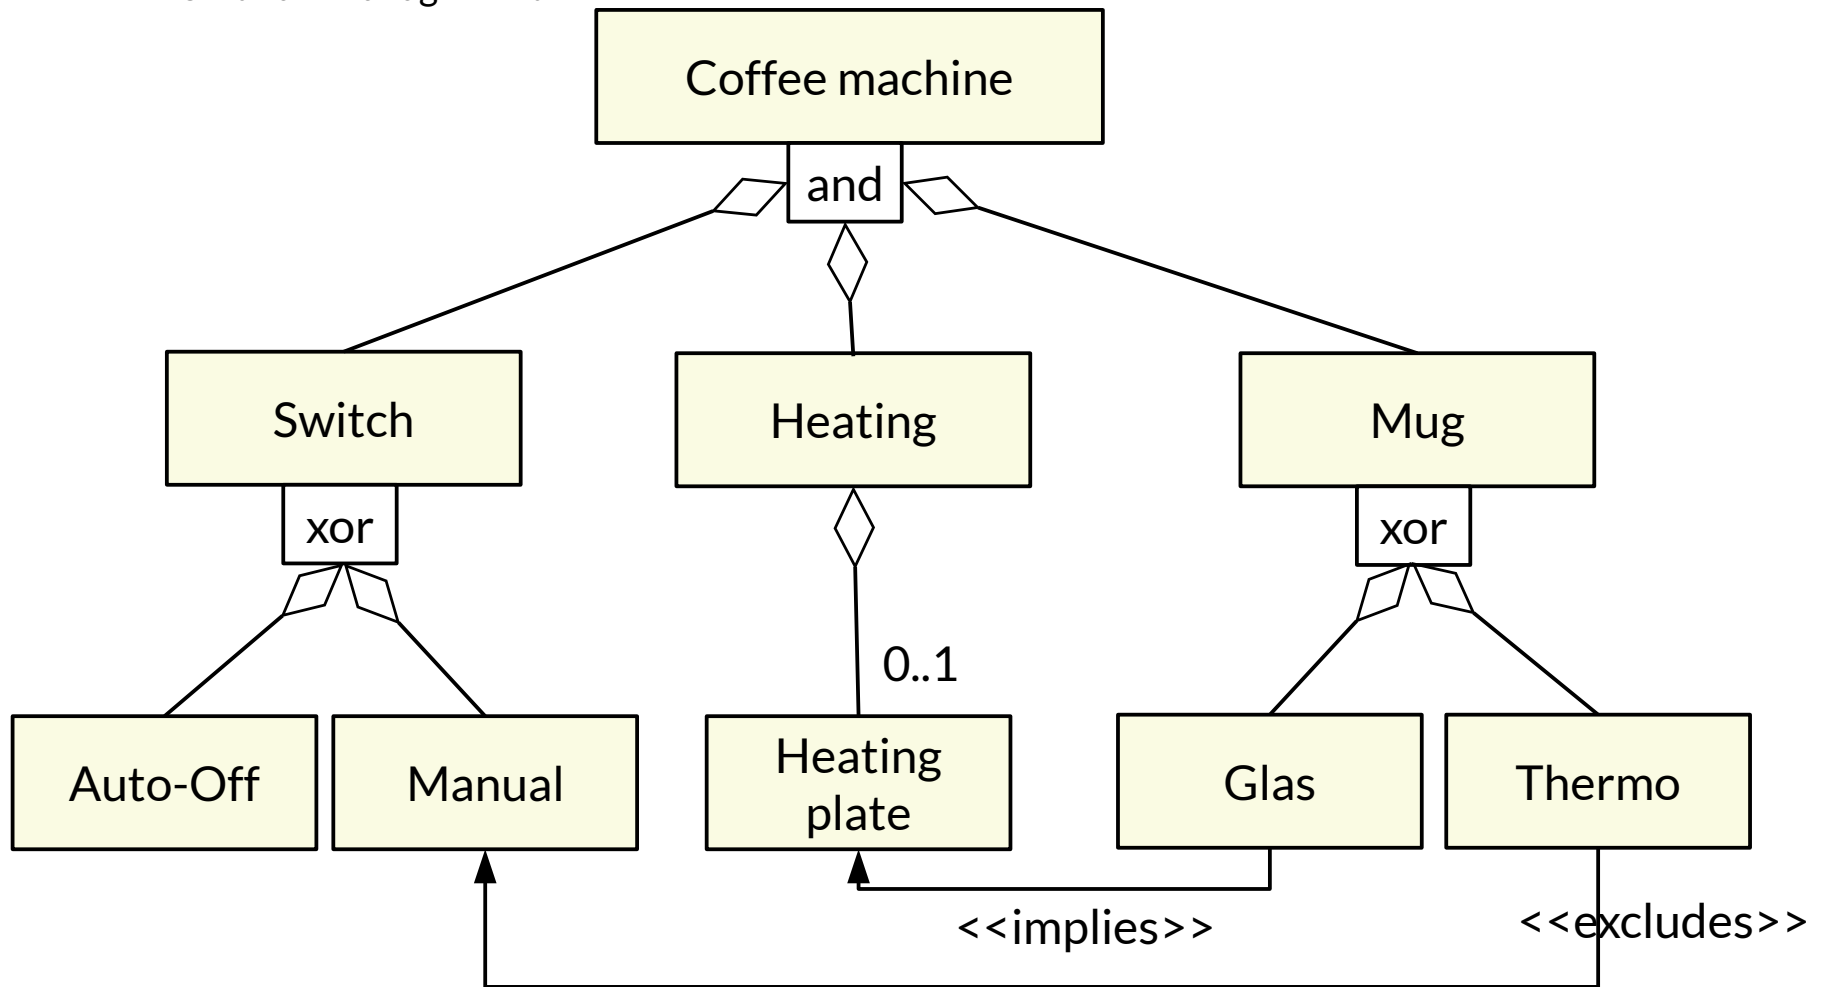 Coffee machine
and
Switch
Heating
Mug
xor
xor
0..1
Auto-Off
Manual
Heating
plate
Glas
Thermo
<<implies>>
<<excludes>>